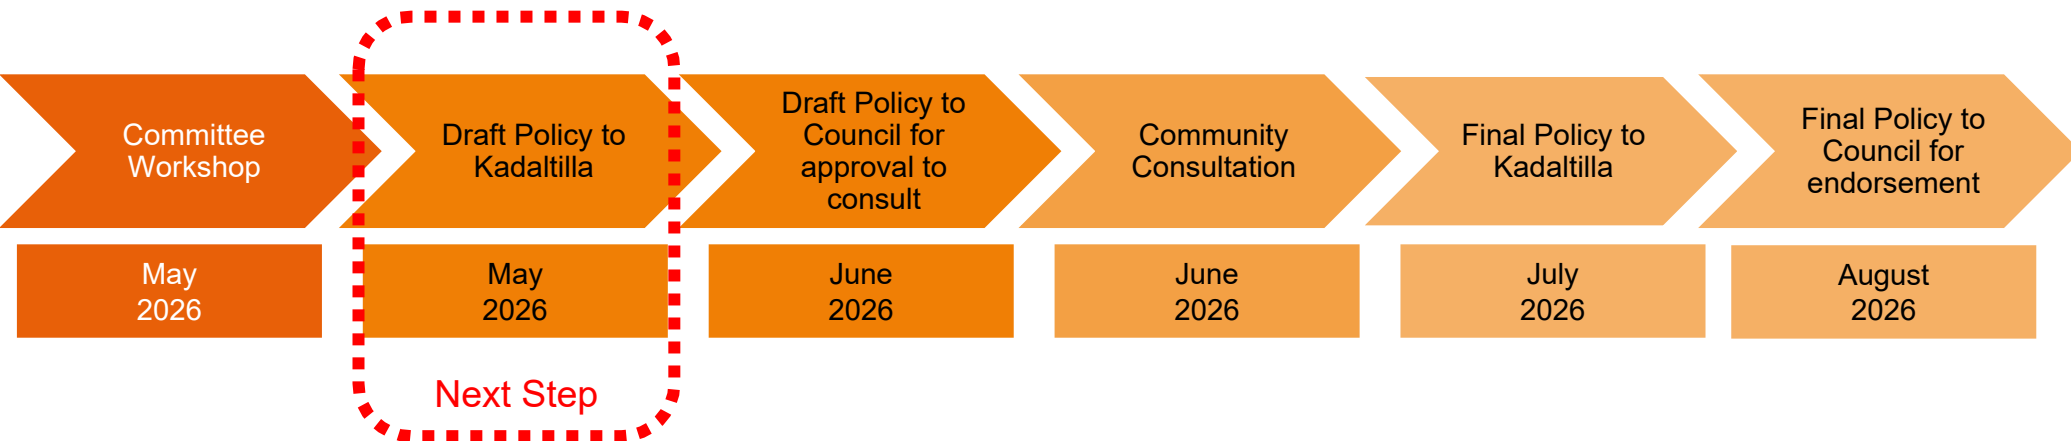 Committee
Workshop
Draft Policy to
Kadaltilla
Draft Policy to
Council for
approval to
consult
Community
Consultation
Final Policy to
Kadaltilla
Final Policy to
Council for
endorsement
May
2026
May
2026
June
2026
June
2026
July
2026
August
2026
Next Step